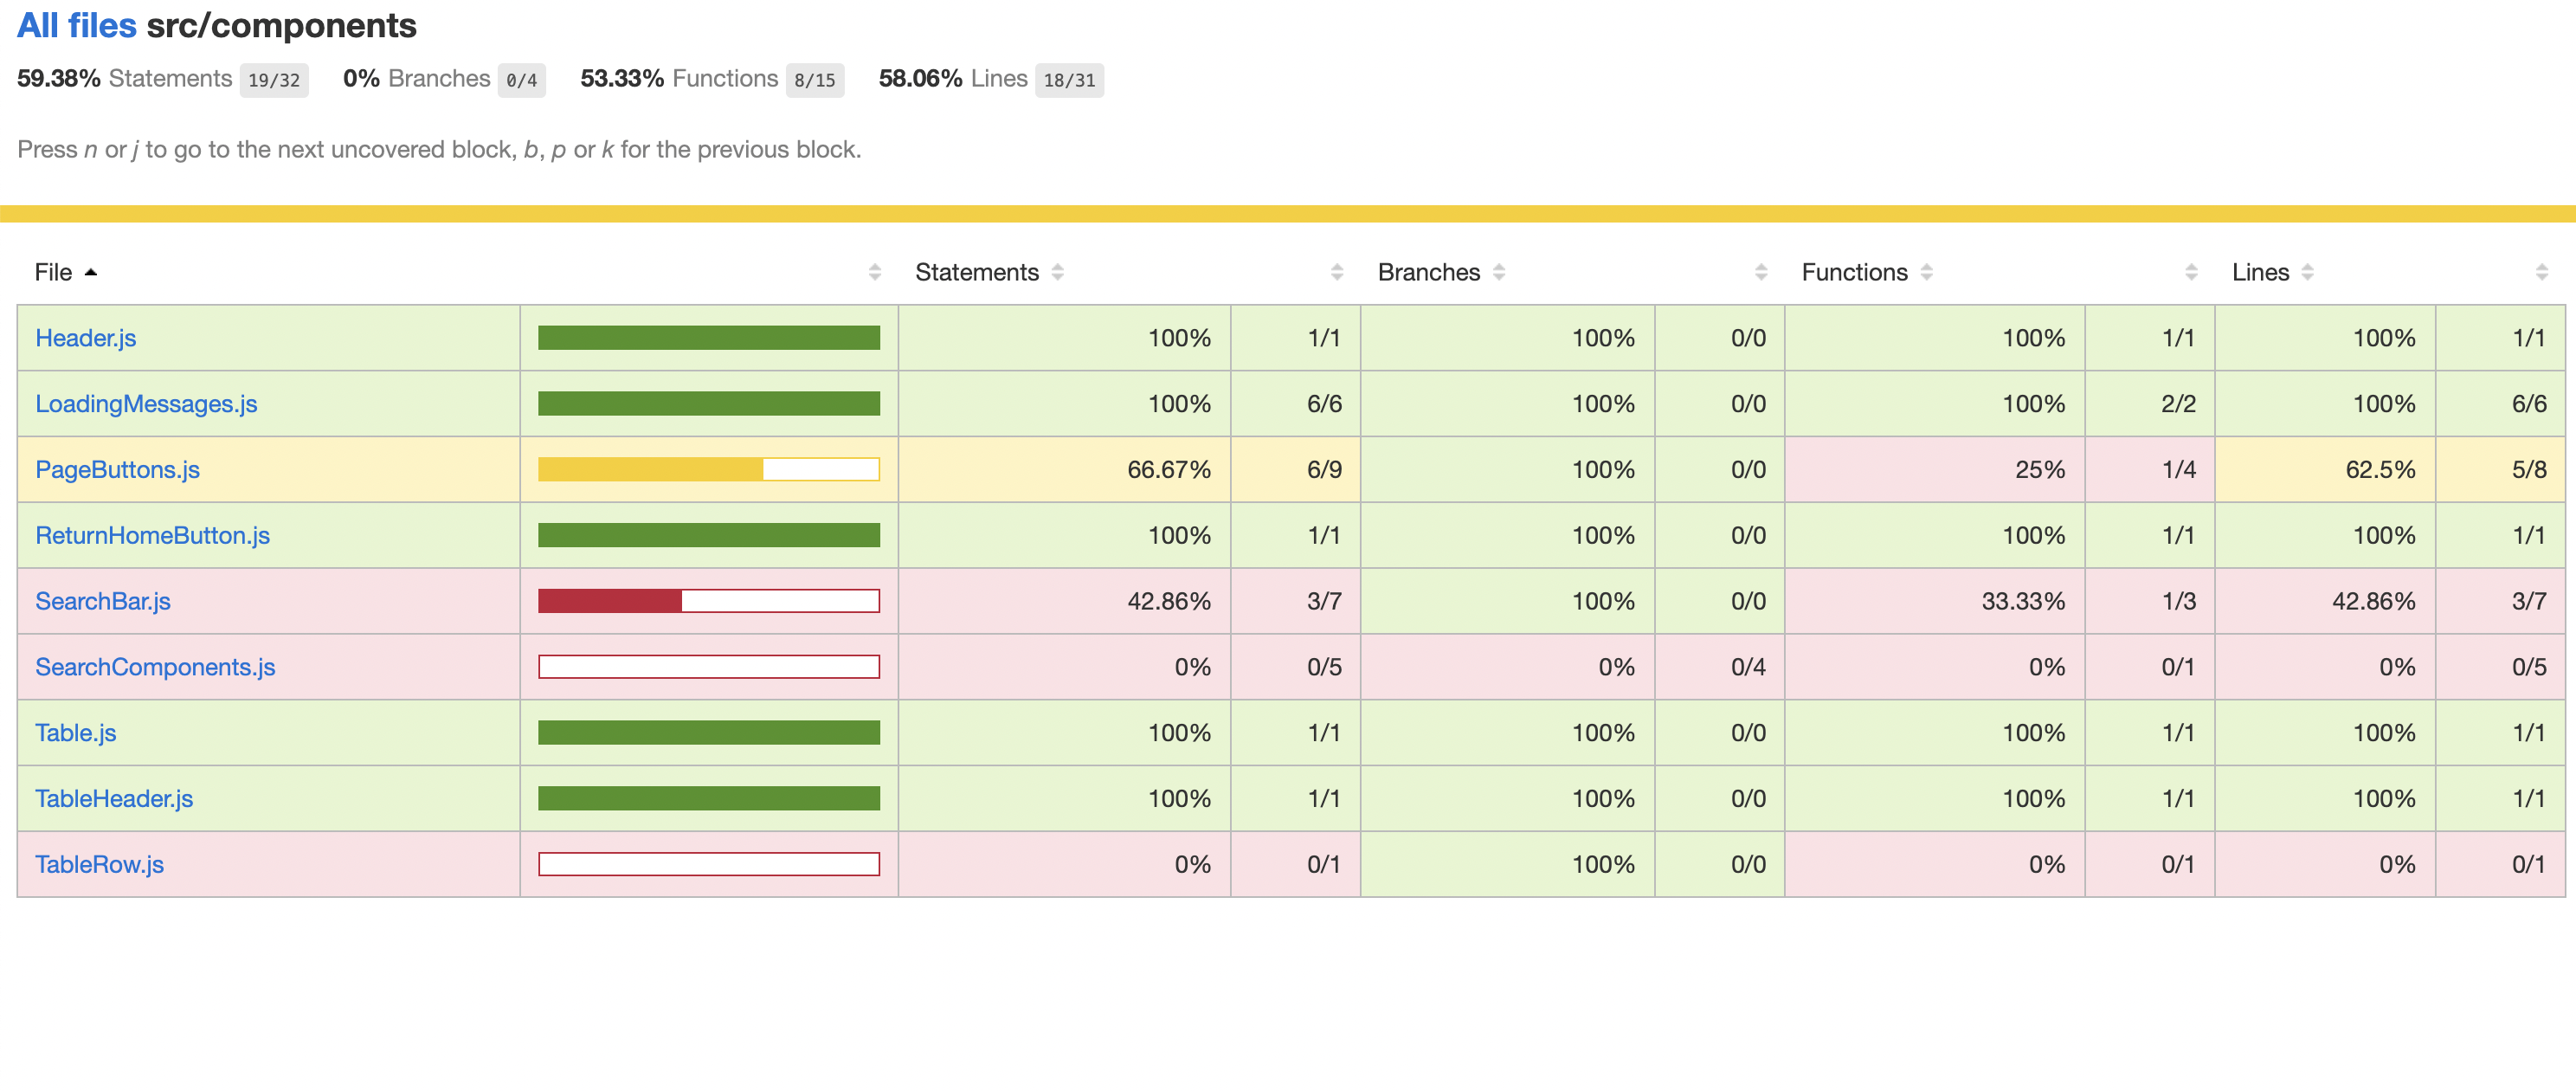 All files src/components
59.38% Statements 19/32 0% Branches 0/4 53.33% Functions 8/15 58.06% Lines 18/31
Press n or j to go to the next uncovered block, b, p or k for the previous block.
File Statements Branches Functions Lines
Header.js 100% 1/1 100% 0/0 100% 1/1 100% 1/1
LoadingMessages.js 100% 6/6 100% 0/0 100% 2/2 100% 6/6
PageButtons.js 66.67% 6/9 100% 0/0 25% 1/4 62.5% 5/8
ReturnHomeButton.js 100% 1/1 100% 0/0 100% 1/1 100% 1/1
SearchBar.js 42.86% 3/7 100% 0/0 33.33% 1/3 42.86% 3/7
SearchComponents.js 0% 0/5 0% 0/4 0% 0/1 0% 0/5
Table.js 100% 1/1 100% 0/0 100% 1/1 100% 1/1
TableHeader.js 100% 1/1 100% 0/0 100% 1/1 100% 1/1
TableRow.js 0% 0/1 100% 0/0 0% 0/1 0% 0/1